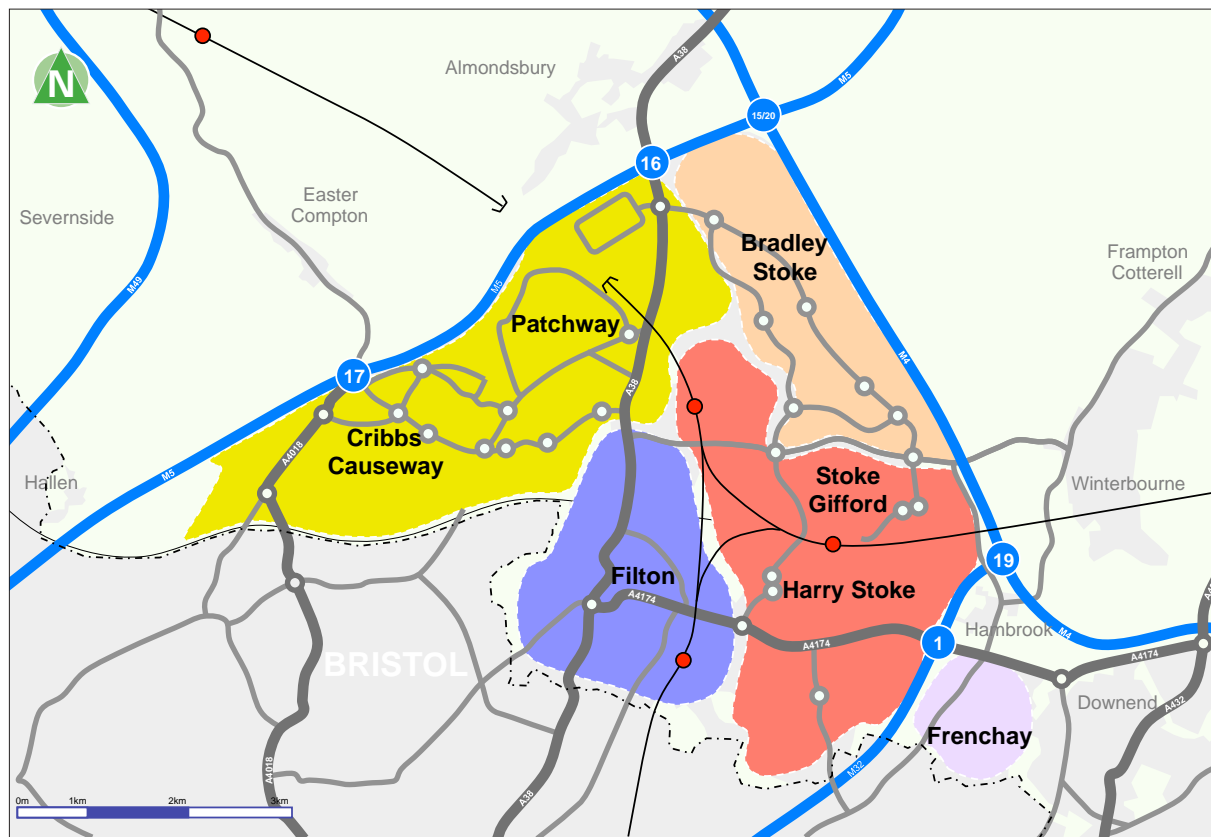 A38
M5
Almondsbury
N
15/20
16
Easter
Compton
Severnside
Bradley
Stoke
Frampton
Cotterell
M49
M5
Patchway
M4
17
A38
Cribbs
Causeway
A4018
M5
Hallen
Stoke
Gifford
Winterbourne
19
Filton
Harry Stoke
A4174
Hambrook
M4
1
A4174
A4174
BRISTOL
Downend
A432
Frenchay
M32
A4018
A38
0m
1km
2km
3km